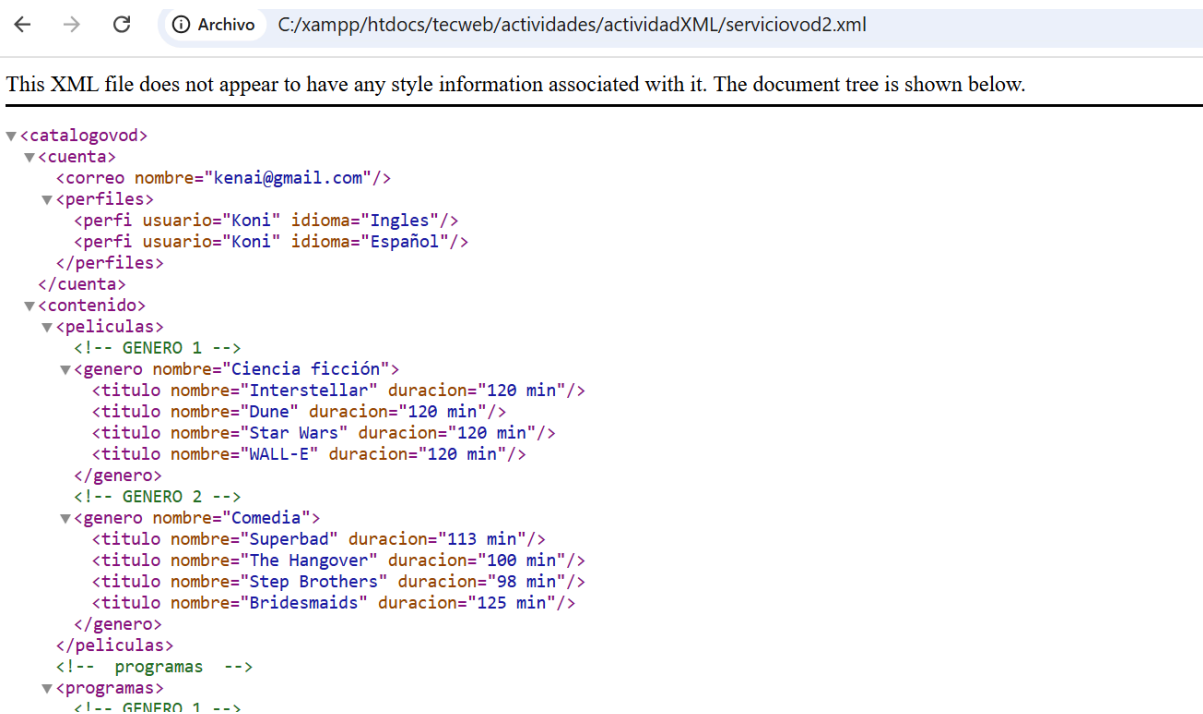 Archivo C:/xampp/htdocs/tecweb/actividades/actividadXML/serviciovod2.xml
This XML file does not appear to have any style information associated with it. The document tree is shown below.
<catalogovod>
<cuenta>
<correo nombre="kenai@gmail.com"/>
<perfiles>
<perfi usuario="Koni" idioma="Ingles"/>
<perfi usuario="Koni" idioma="Español"/>
</perfiles>
</cuenta>
<contenido>
<peliculas>
<!-- GENERO 1 -->
<genero nombre="Ciencia ficción">
<titulo nombre="Interstellar" duracion="120 min"/>
<titulo nombre="Dune" duracion="120 min"/>
<titulo nombre="Star Wars" duracion="120 min"/>
<titulo nombre="WALL-E" duracion="120 min"/>
</genero>
<!-- GENERO 2 -->
<genero nombre="Comedia">
<titulo nombre="Superbad" duracion="113 min"/>
<titulo nombre="The Hangover" duracion="100 min"/>
<titulo nombre="Step Brothers" duracion="98 min"/>
<titulo nombre="Bridesmaids" duracion="125 min"/>
</genero>
</peliculas>
<!--  programas  -->
<programas>
<!-- GENERO 1 -->